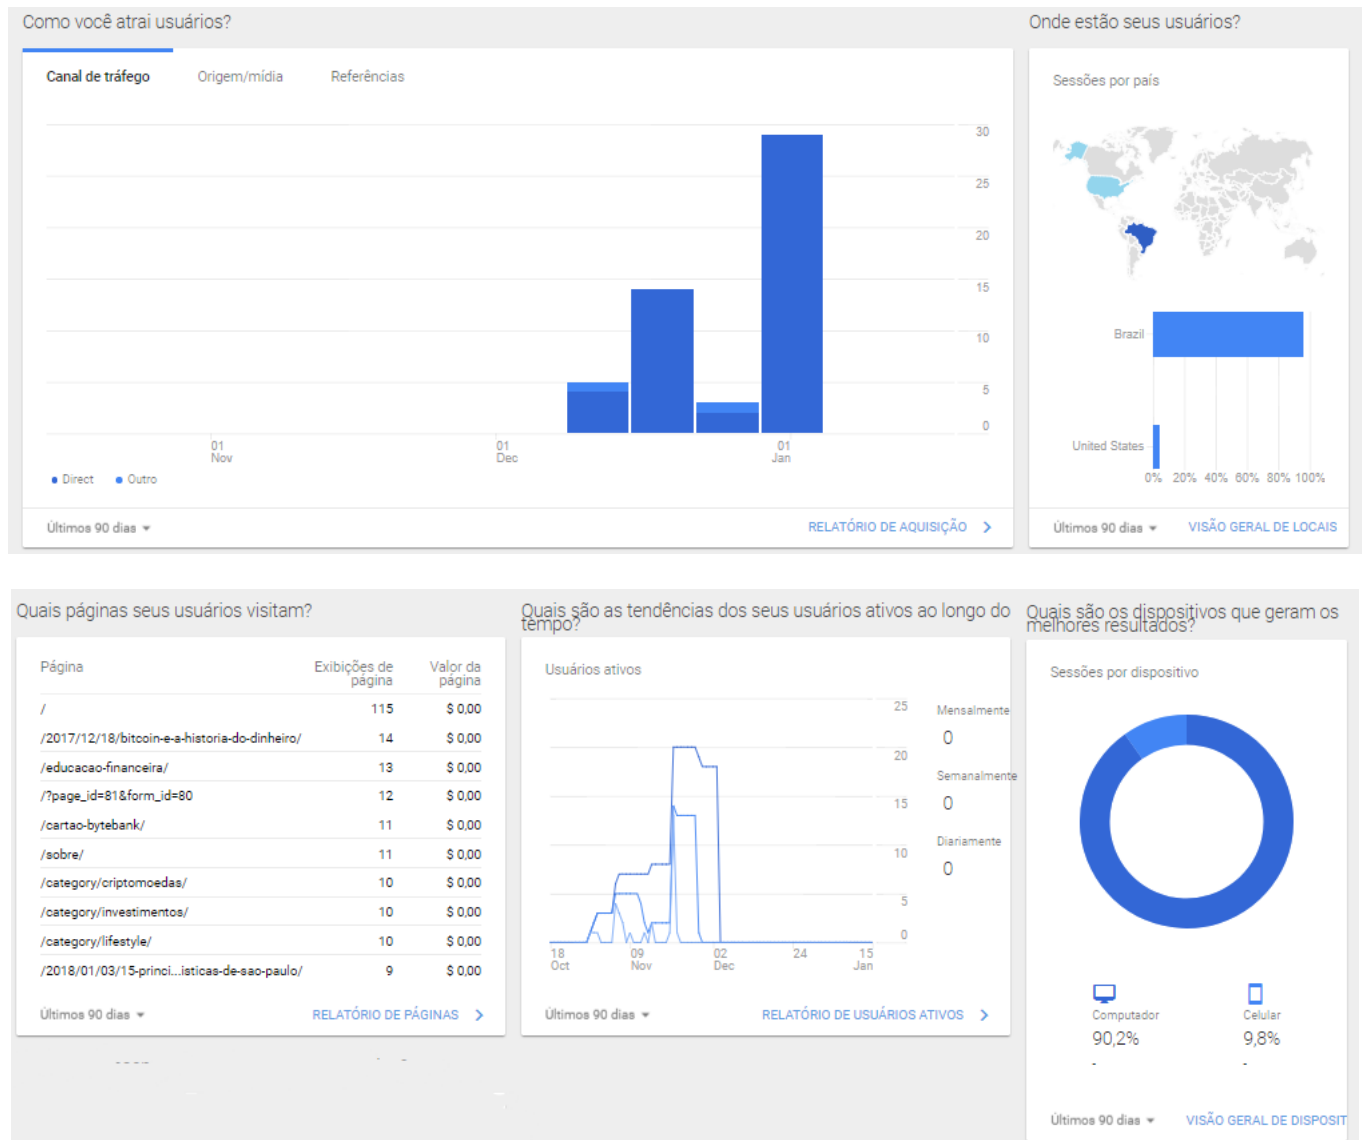 Como você atrai usuários?
Canal de tráfego Origem/mídia Referências
30
25
20
15
10
5
0
01 Nov
01 Dec
01 Jan
Direct Outro
Últimos 90 dias RELATÓRIO DE AQUISIÇÃO
Onde estão seus usuários?
Sessões por país
Brazil
United States
0% 20% 40% 60% 80% 100%
Últimos 90 dias VISÃO GERAL DE LOCAIS
Quais páginas seus usuários visitam?
Página Exibições de página Valor da página
/ 115 $ 0,00
/2017/12/18/bitcoin-e-a-historia-do-dinheiro/ 14 $ 0,00
/educacao-financeira/ 13 $ 0,00
/?page_id=81&form_id=80 12 $ 0,00
/cartao-bytebank/ 11 $ 0,00
/sobre/ 11 $ 0,00
/category/criptomoedas/ 10 $ 0,00
/category/investimentos/ 10 $ 0,00
/category/lifestyle/ 10 $ 0,00
/2018/01/03/15-princi...isticas-de-sao-paulo/ 9 $ 0,00
Últimos 90 dias RELATÓRIO DE PÁGINAS
Quais são as tendências dos seus usuários ativos ao longo do
tempo?
Usuários ativos
25
20
15
10
5
0
18 Oct
09 Nov
02 Dec
24
15 Jan
Mensalmente
0
Semanalmente
0
Diariamente
0
Últimos 90 dias RELATÓRIO DE USUÁRIOS ATIVOS
Quais são os dispositivos que geram os
melhores resultados?
Sessões por dispositivo
Computador Celular
90,2% 9,8%
- -
Últimos 90 dias VISÃO GERAL DE DISPOSIT